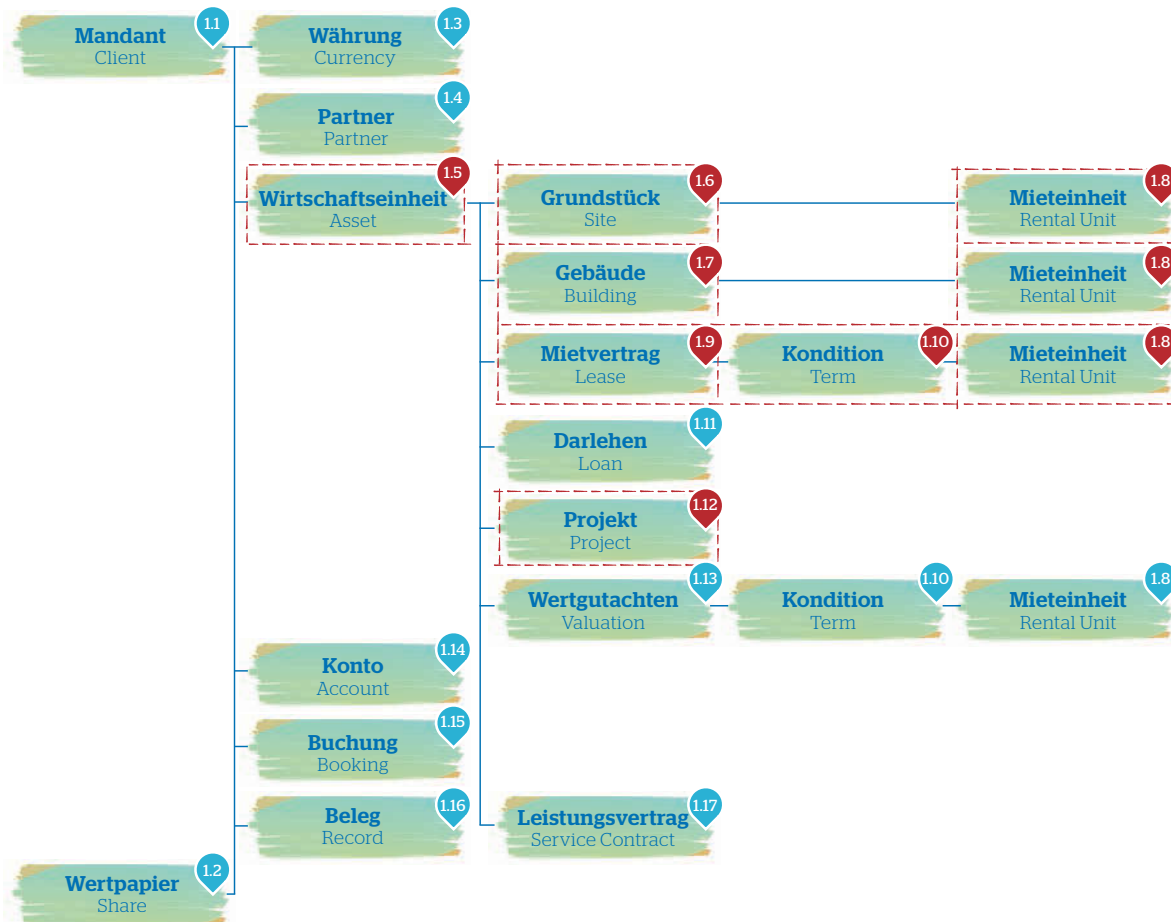 Mandant
Client
1.1
Währung
Currency
1.3
Partner
Partner
1.4
Wirtschaftseinheit
Asset
1.5
Grundstück
Site
1.6
Mieteinheit
Rental Unit
1.8
Gebäude
Building
1.7
Mieteinheit
Rental Unit
1.8
Mietvertrag
Lease
1.9
Kondition
Term
1.10
Mieteinheit
Rental Unit
1.8
Darlehen
Loan
1.11
Projekt
Project
1.12
Wertgutachten
Valuation
1.13
Kondition
Term
1.10
Mieteinheit
Rental Unit
1.8
Konto
Account
1.14
Buchung
Booking
1.15
Beleg
Record
1.16
Leistungsvertrag
Service Contract
1.17
Wertpapier
Share
1.2